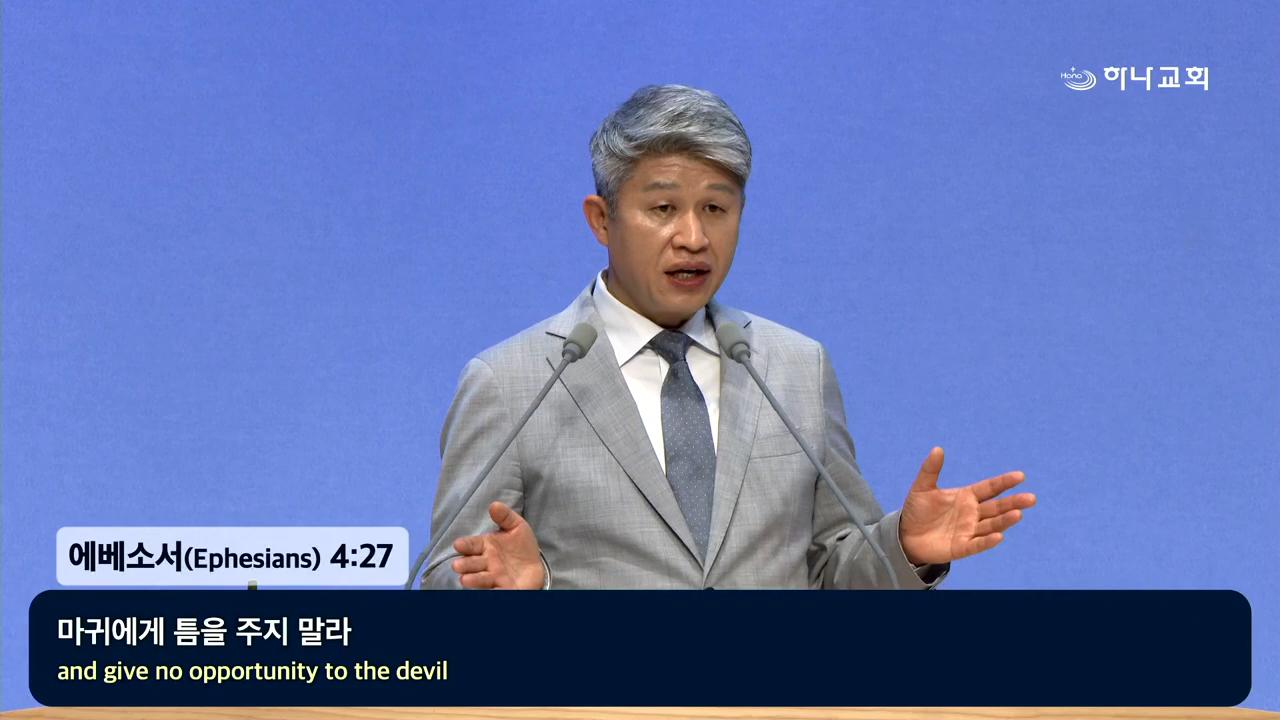 Hana 하나교회
에베소서(Ephesians) 4:27
마귀에게 틈을 주지 말라
and give no opportunity to the devil